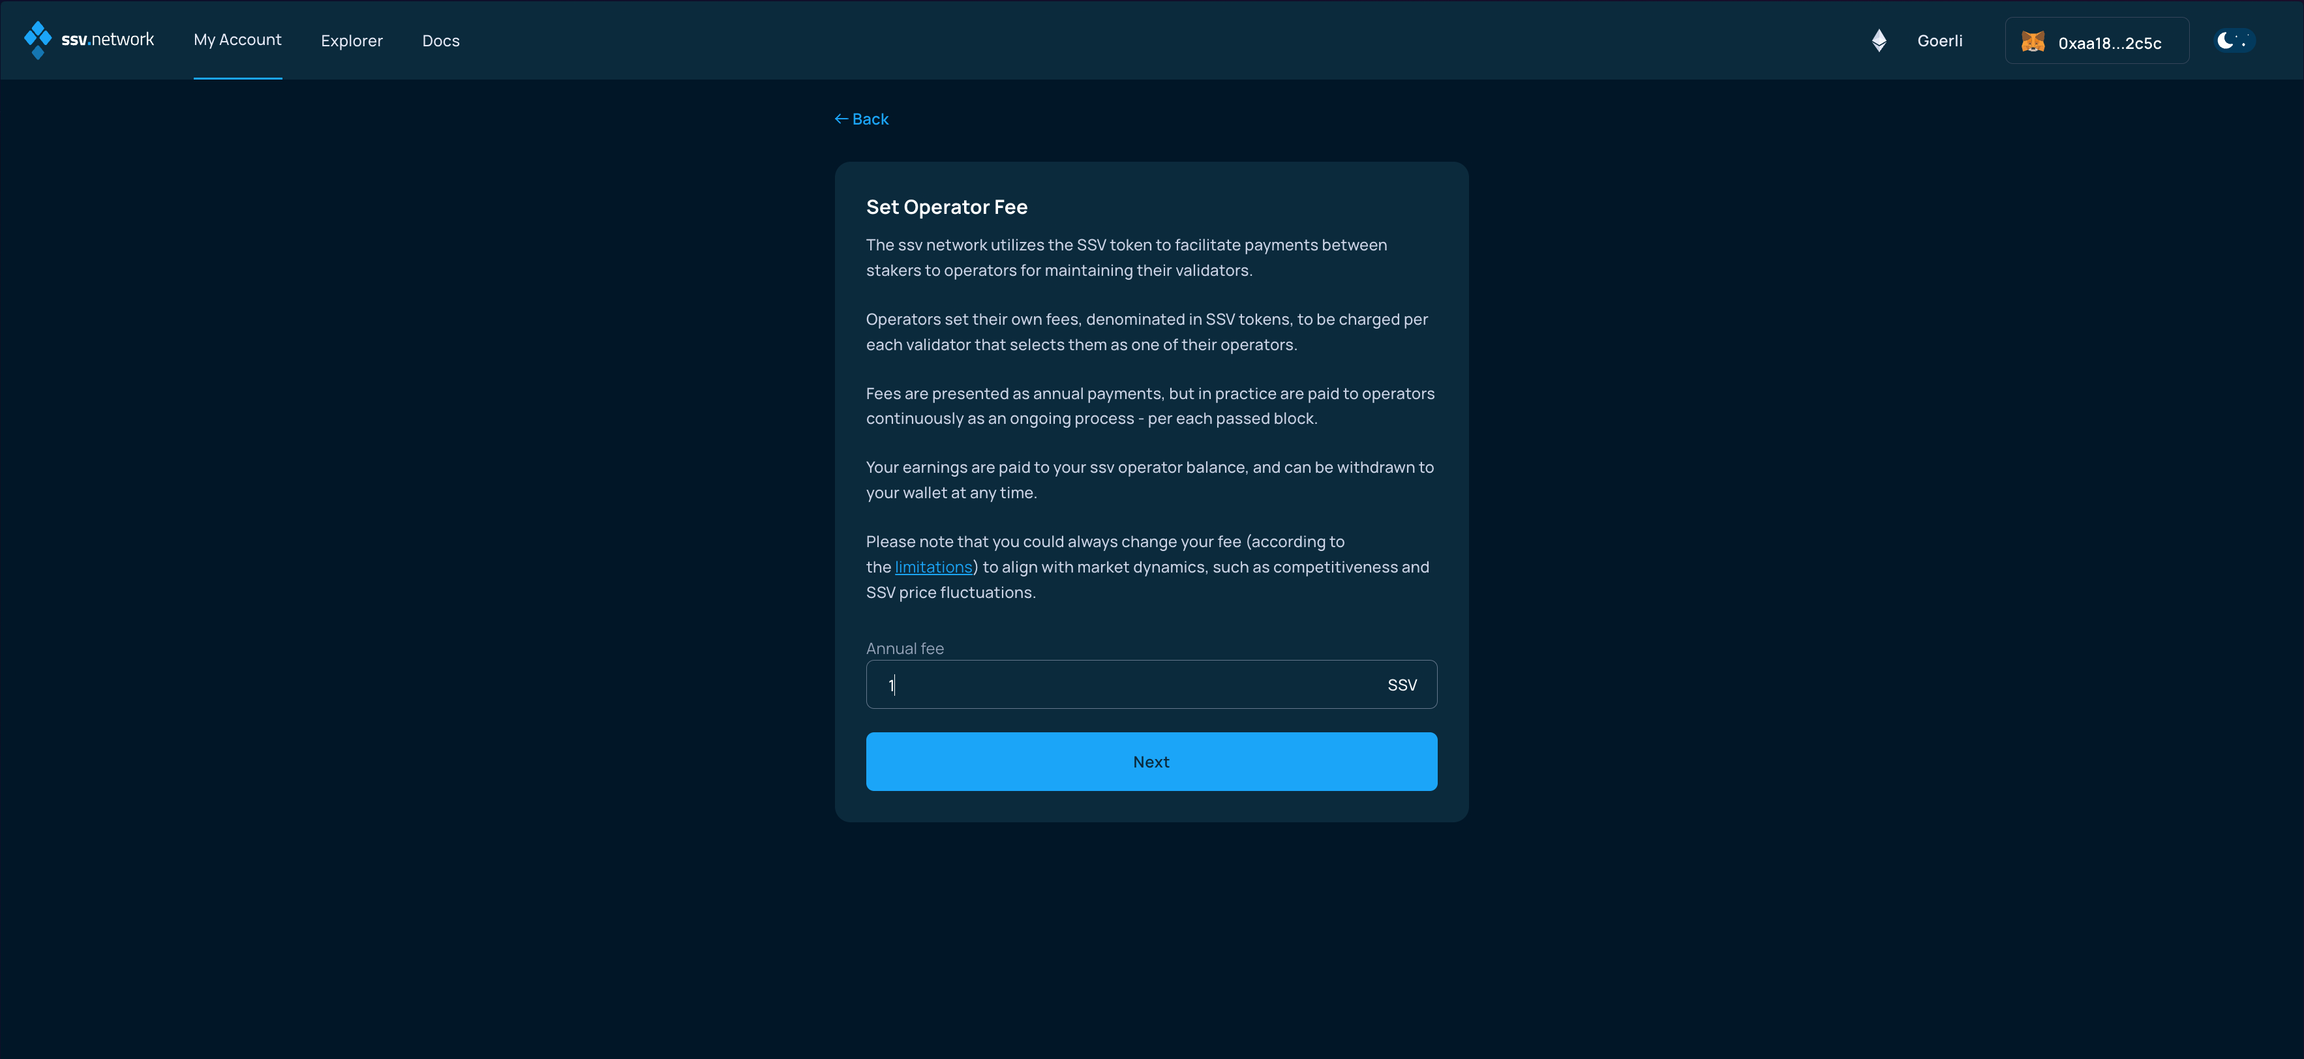 ssv.network
My Account
Explorer
Docs
Goerli
0xaa18...2c5c
← Back
Set Operator Fee
The ssv network utilizes the SSV token to facilitate payments between
stakers to operators for maintaining their validators.
Operators set their own fees, denominated in SSV tokens, to be charged per
each validator that selects them as one of their operators.
Fees are presented as annual payments, but in practice are paid to operators
continuously as an ongoing process - per each passed block.
Your earnings are paid to your ssv operator balance, and can be withdrawn to
your wallet at any time.
Please note that you could always change your fee (according to
the limitations) to align with market dynamics, such as competitiveness and
SSV price fluctuations.
Annual fee
1
SSV
Next